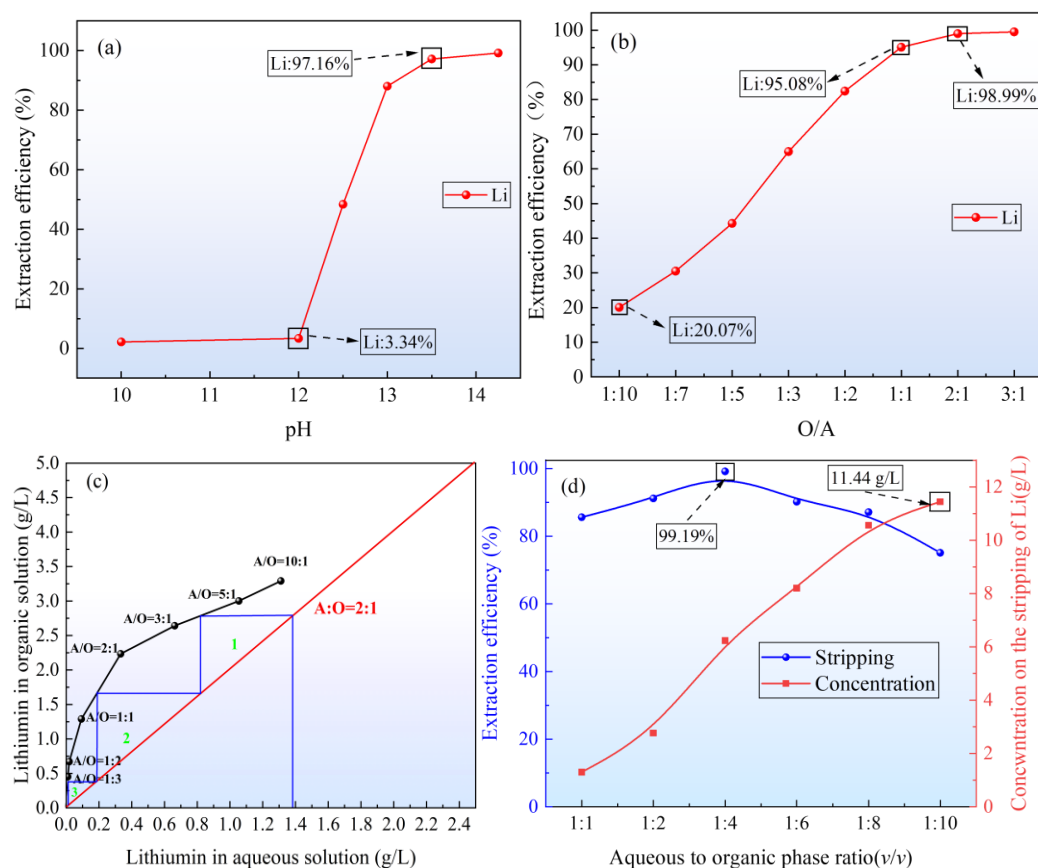 (a)
Li:97.16%
Li
Li:3.34%
Extraction efficiency (%)
100
80
60
40
20
0
10
11
12
13
14
pH
(b)
Li:95.08%
Li:98.99%
Li
Li:20.07%
Extraction efficiency (%)
100
90
80
70
60
50
40
30
20
10
0
1:10
1:7
1:5
1:3
1:2
1:1
2:1
3:1
O/A
(c)
A/O=10:1
A/O=5:1
A:O=2:1
A/O=3:1
A/O=2:1
1
A/O=1:1
2
A/O=1:2
A/O=1:3
3
Lithiumin in organic solution (g/L)
5.0
4.5
4.0
3.5
3.0
2.5
2.0
1.5
1.0
0.5
0.0
0.0
0.2
0.4
0.6
0.8
1.0
1.2
1.4
1.6
1.8
2.0
2.2
2.4
Lithiumin in aqueous solution (g/L)
(d)
11.44 g/L
99.19%
Stripping
Concentration
Extraction efficiency (%)
100
80
60
40
20
0
Concwntration on the stripping of Li(g/L)
12
10
8
6
4
2
0
1:1
1:2
1:4
1:6
1:8
1:10
Aqueous to organic phase ratio(v/v)